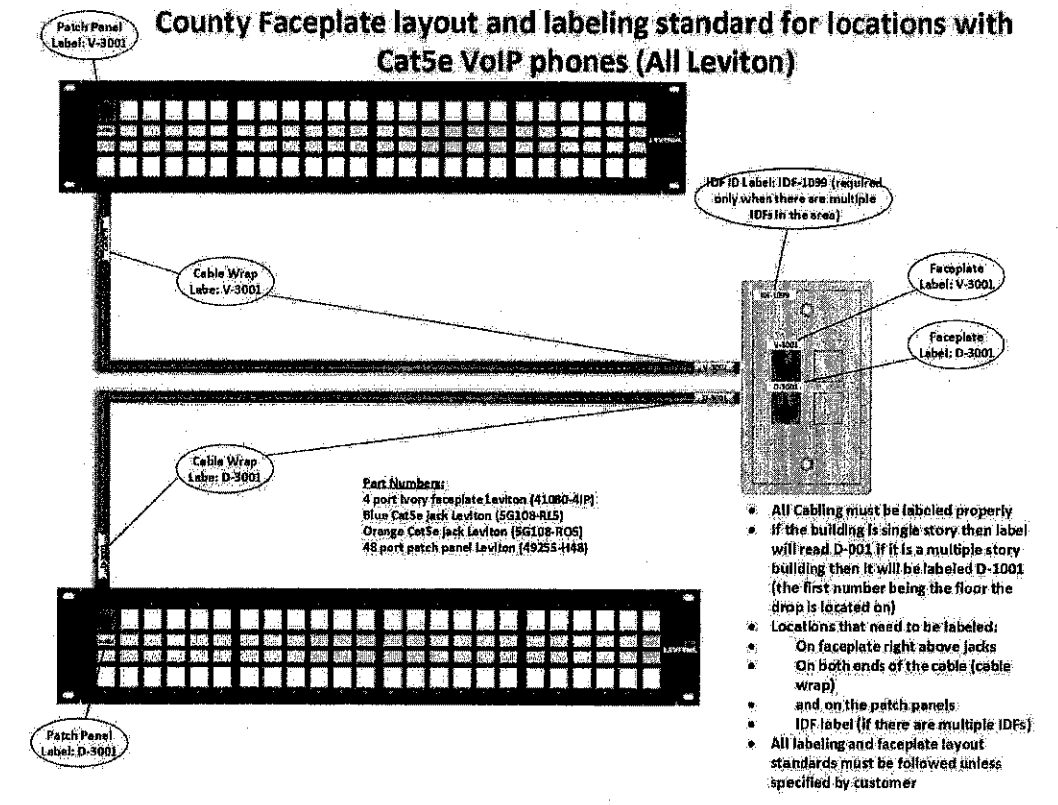 County Faceplate layout and labeling standard for locations with
Cat5e VoIP phones (All Leviton)
Patch Panel
Label: V-3001
IDF ID Label: IDF-1099 (required
only when there are multiple
IDFs in the area)
Cable Wrap
Labe: V-3001
Faceplate
Label: V-3001
IDF-1099
V-3001
Faceplate
Label: D-3001
D-3001
V-3001
D-3001
Cable Wrap
Labe: D-3001
Part Numbers:
4 port Ivory faceplate Leviton (41080-4IP)
Blue Cat5e jack Leviton (5G108-RL5)
Orange Cat5e jack Leviton (5G108-RO5)
48 port patch panel Leviton (49255-H48)
• All Cabling must be labeled properly
• If the building is single story then label
will read D-001 if it is a multiple story
building then it will be labeled D-1001
(the first number being the floor the
drop is located on)
• Locations that need to be labeled:
• On faceplate right above jacks
• On both ends of the cable (cable
wrap)
• and on the patch panels
• IDF label (if there are multiple IDFs)
• All labeling and faceplate layout
standards must be followed unless
specified by customer
LEVITON
Patch Panel
Label: D-3001